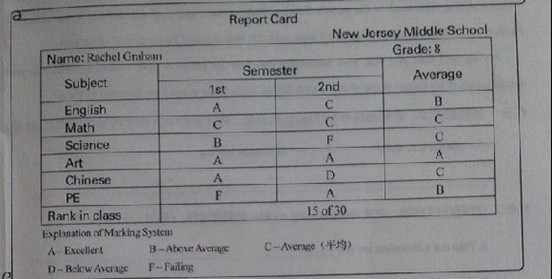 a
Report Card
New Jersey Middle School
Name: Rachel Graham Grade: 8
Subject Semester Average
1st 2nd
English A C B
Math C C C
Science B F C
Art A A A
Chinese A D C
PE F A B
Rank in class 15 of 30
Explanation of Marking System
A – Excellent B – Above Average C – Average (平均)
D – Below Average F – Failing